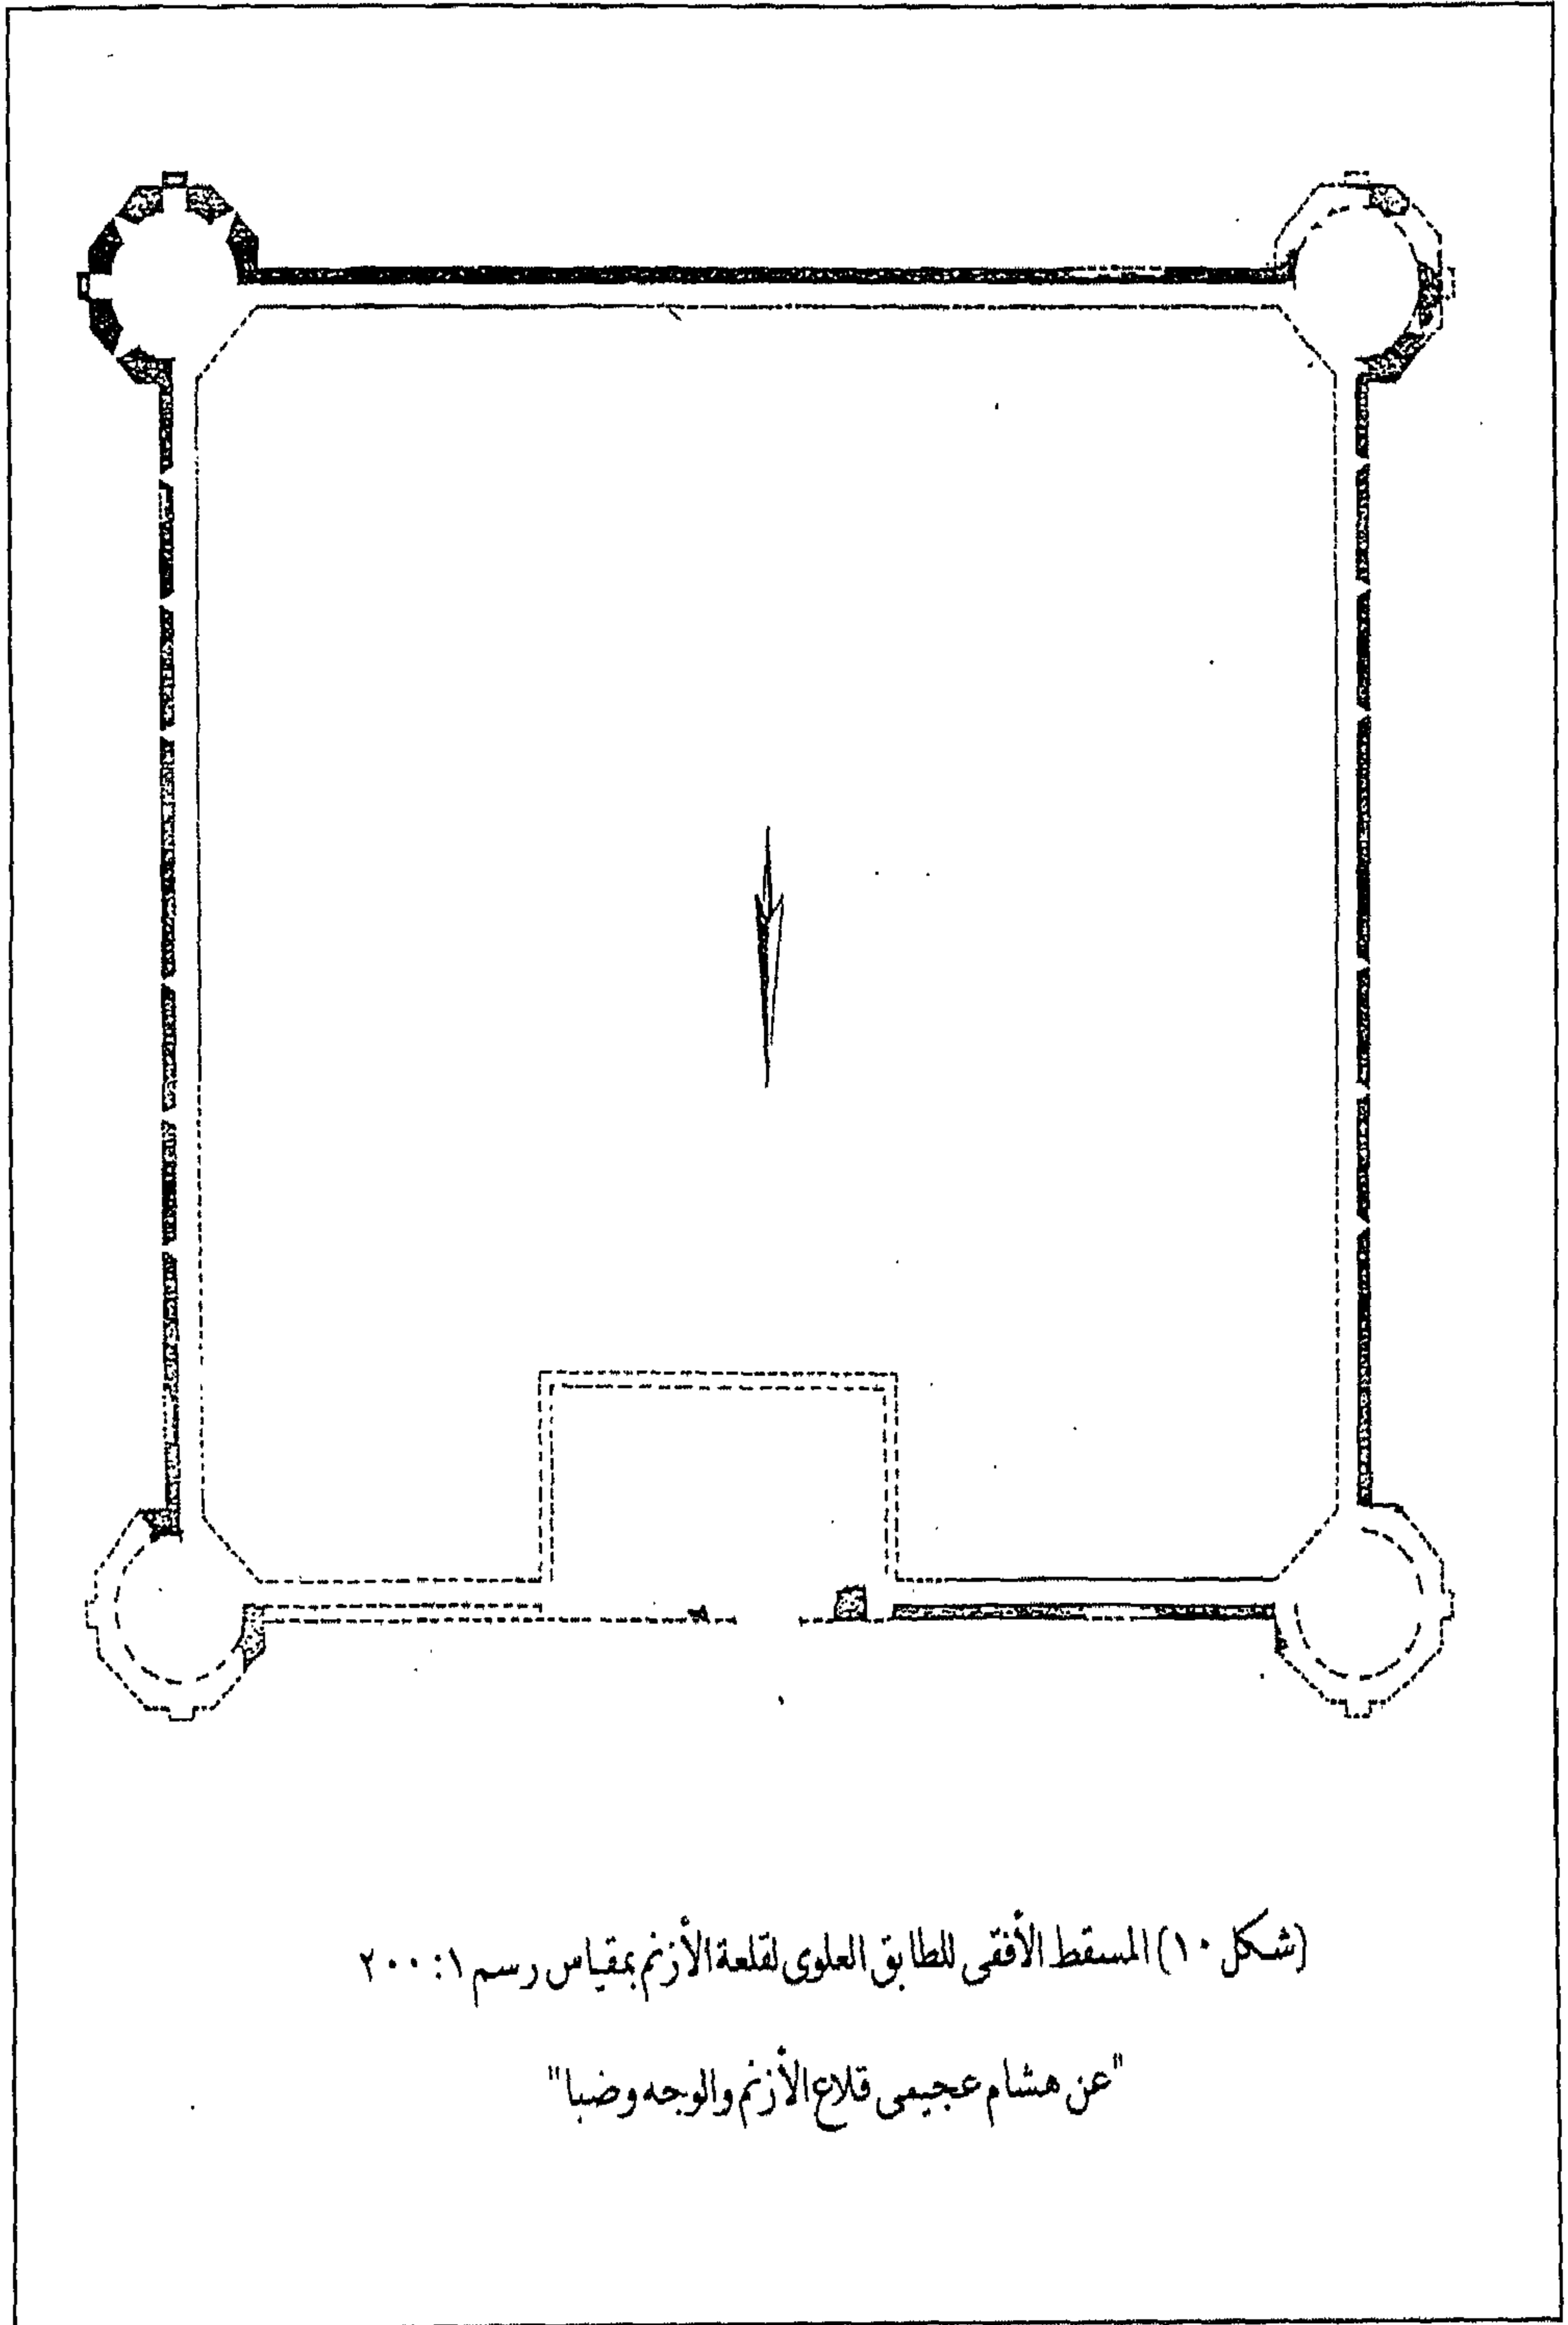 (شكل ١٠) المسقط الأفقى للطابق العلوى لقلعة الأزنم بمقياس رسم ١: ٢٠٠
"عن هشام عجيمى قلاع الأزنم والوجه وضبا"